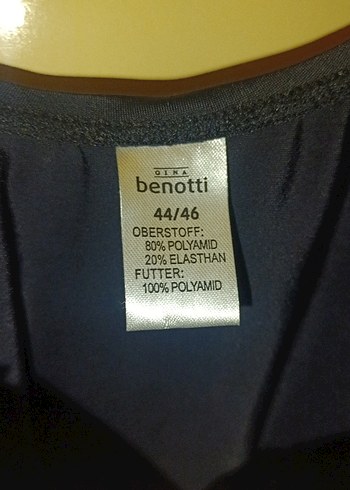 GINA
benotti
44/46
OBERSTOFF:
80% POLYAMID
20% ELASTHAN
FUTTER:
100% POLYAMID